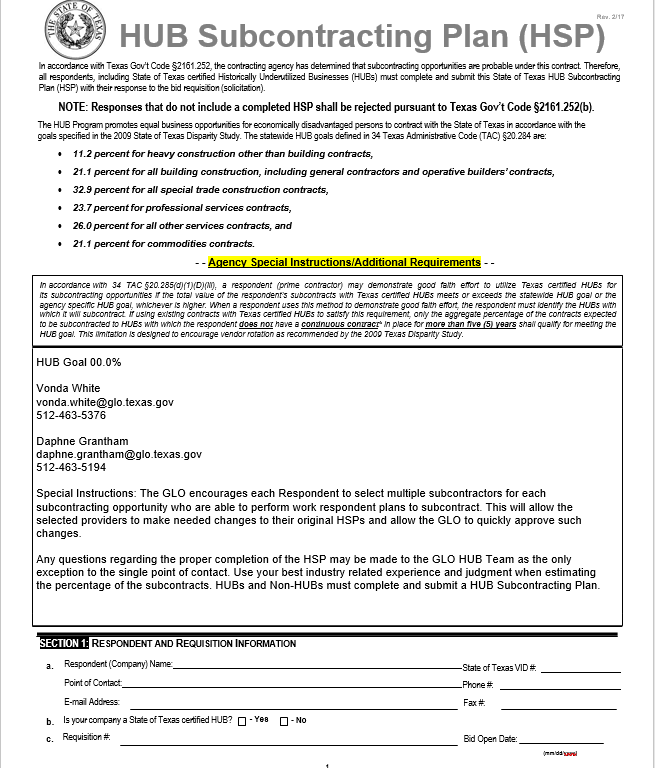 THE STATE OF TEXAS
Rev. 2/17
HUB Subcontracting Plan (HSP)
In accordance with Texas Gov't Code §2161.252, the contracting agency has determined that subcontracting opportunities are probable under this contract. Therefore,
all respondents, including State of Texas certified Historically Underutilized Businesses (HUBs) must complete and submit this State of Texas HUB Subcontracting
Plan (HSP) with their response to the bid requisition (solicitation).
NOTE: Responses that do not include a completed HSP shall be rejected pursuant to Texas Gov't Code §2161.252(b).
The HUB Program promotes equal business opportunities for economically disadvantaged persons to contract with the State of Texas in accordance with the
goals specified in the 2009 State of Texas Disparity Study. The statewide HUB goals defined in 34 Texas Administrative Code (TAC) §20.284 are:
• 11.2 percent for heavy construction other than building contracts,
• 21.1 percent for all building construction, including general contractors and operative builders' contracts,
• 32.9 percent for all special trade construction contracts,
• 23.7 percent for professional services contracts,
• 26.0 percent for all other services contracts, and
• 21.1 percent for commodities contracts.
- - Agency Special Instructions/Additional Requirements - -
In accordance with 34 TAC §20.285(d)(1)(D)(iii), a respondent (prime contractor) may demonstrate good faith effort to utilize Texas certified HUBs for
its subcontracting opportunities if the total value of the respondent's subcontracts with Texas certified HUBs meets or exceeds the statewide HUB goal or the
agency specific HUB goal, whichever is higher. When a respondent uses this method to demonstrate good faith effort, the respondent must identify the HUBs with
which it will subcontract. If using existing contracts with Texas certified HUBs to satisfy this requirement, only the aggregate percentage of the contracts expected
to be subcontracted to HUBs with which the respondent does not have a continuous contract* in place for more than five (5) years shall qualify for meeting the
HUB goal. This limitation is designed to encourage vendor rotation as recommended by the 2009 Texas Disparity Study.
HUB Goal 00.0%
Vonda White
vonda.white@glo.texas.gov
512-463-5376
Daphne Grantham
daphne.grantham@glo.texas.gov
512-463-5194
Special Instructions: The GLO encourages each Respondent to select multiple subcontractors for each
subcontracting opportunity who are able to perform work respondent plans to subcontract. This will allow the
selected providers to make needed changes to their original HSPs and allow the GLO to quickly approve such
changes.
Any questions regarding the proper completion of the HSP may be made to the GLO HUB Team as the only
exception to the single point of contact. Use your best industry related experience and judgment when estimating
the percentage of the subcontracts. HUBs and Non-HUBs must complete and submit a HUB Subcontracting Plan.
SECTION 1: RESPONDENT AND REQUISITION INFORMATION
a. Respondent (Company) Name: State of Texas VID #:
Point of Contact: Phone #:
E-mail Address: Fax #:
b. Is your company a State of Texas certified HUB? - Yes - No
c. Requisition #: Bid Open Date:
(mm/dd/yyyy)
1